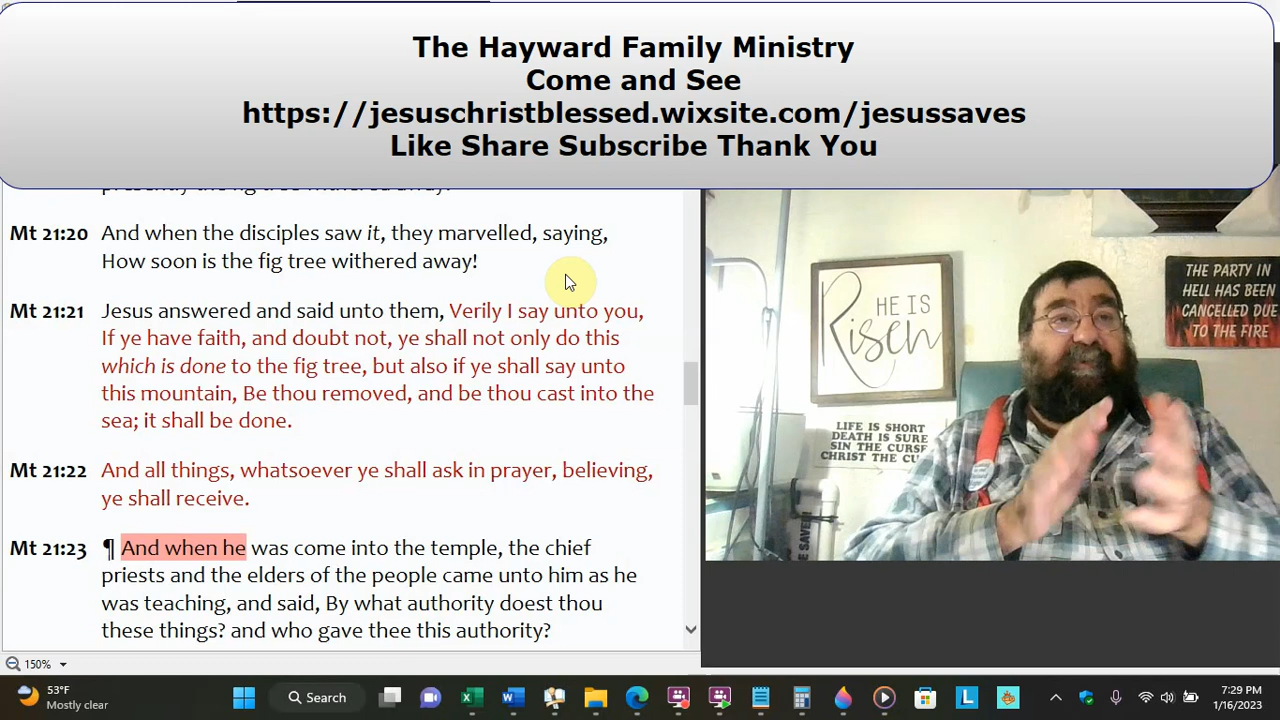 The Hayward Family Ministry
Come and See
https://jesuschristblessed.wixsite.com/jesussaves
Like Share Subscribe Thank You
Mt 21:20 And when the disciples saw it, they marvelled, saying,
How soon is the fig tree withered away!
Mt 21:21 Jesus answered and said unto them, Verily I say unto you,
If ye have faith, and doubt not, ye shall not only do this
which is done to the fig tree, but also if ye shall say unto
this mountain, Be thou removed, and be thou cast into the
sea; it shall be done.
Mt 21:22 And all things, whatsoever ye shall ask in prayer, believing,
ye shall receive.
Mt 21:23 ¶ And when he was come into the temple, the chief
priests and the elders of the people came unto him as he
was teaching, and said, By what authority doest thou
these things? and who gave thee this authority?
HE IS
Risen
THE PARTY IN
HELL HAS BEEN
CANCELLED DUE
TO THE FIRE
LIFE IS SHORT
DEATH IS SURE
SIN THE CURSE
CHRIST THE CU
SAVES!
150%
53°F
Mostly clear
Search
7:29 PM
1/16/2023